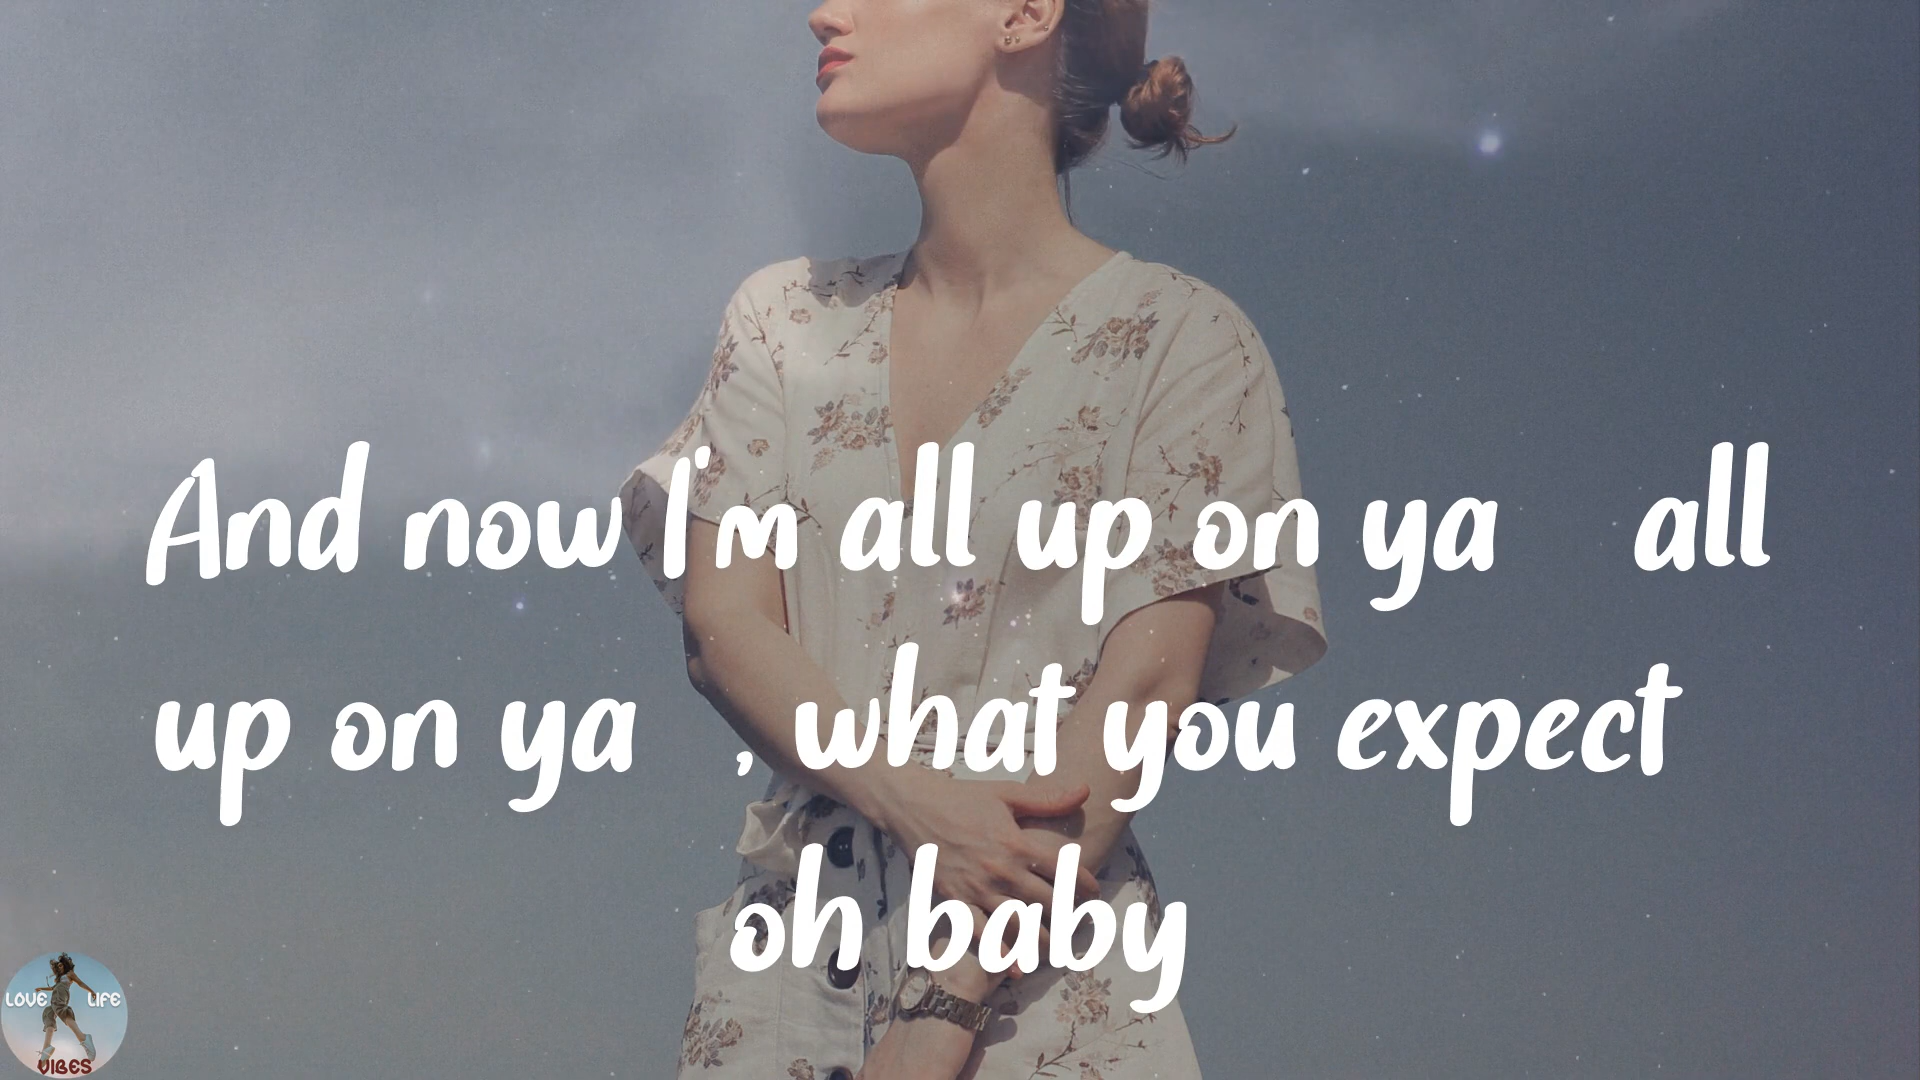 And now I'm all up on ya all
up on ya , what you expect
oh baby
LOVE LIFE
VIBES